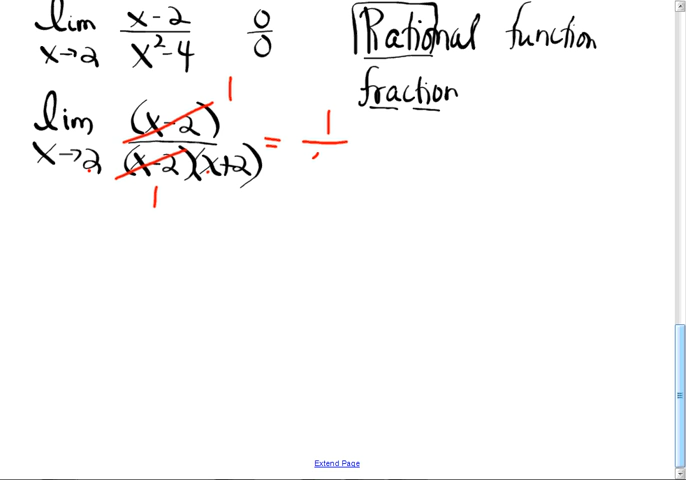 lim x→2 (x-2)/(x²-4) 0/0 Rational function
fraction
lim x→2 (x-2)/((x-2)(x+2)) = 1/
1
1
Extend Page